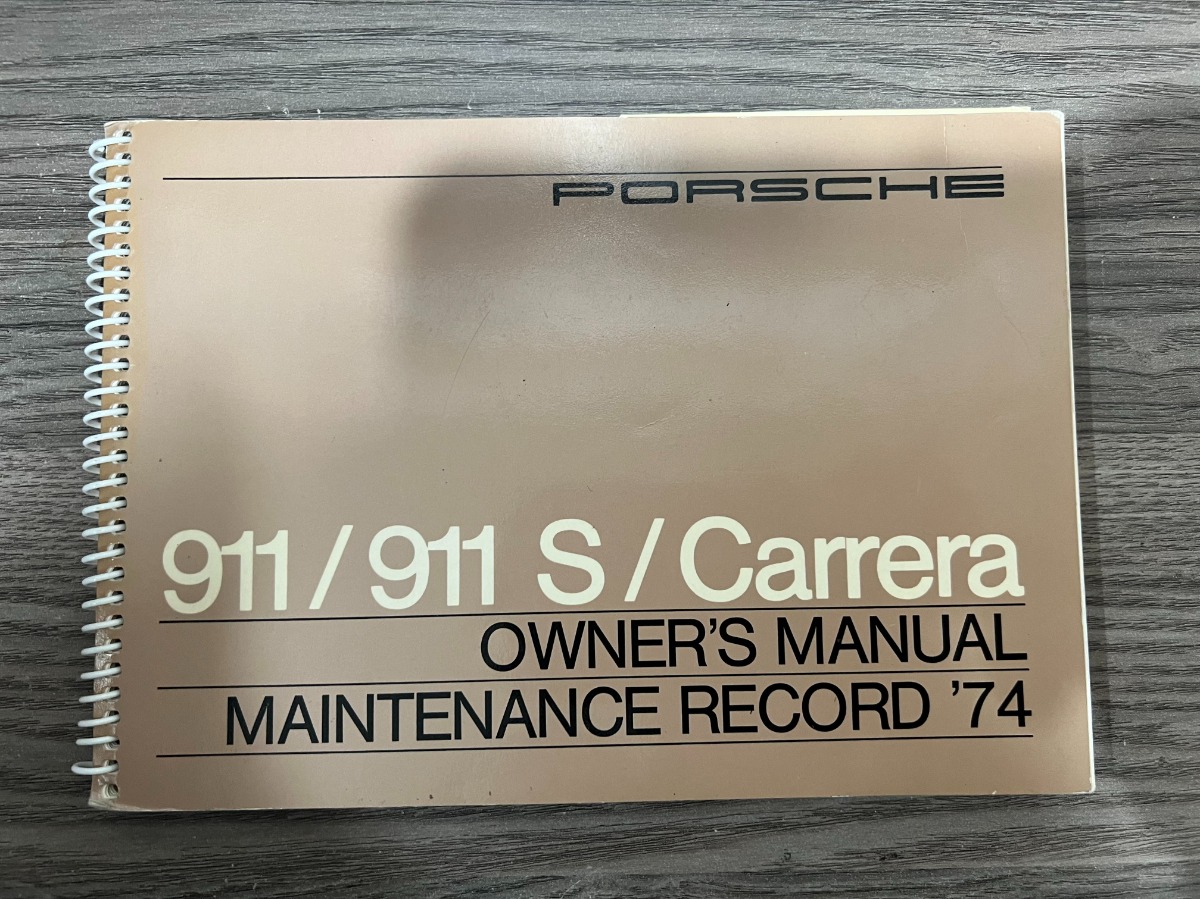 PORSCHE
911 / 911 S / Carrera
OWNER'S MANUAL
MAINTENANCE RECORD '74